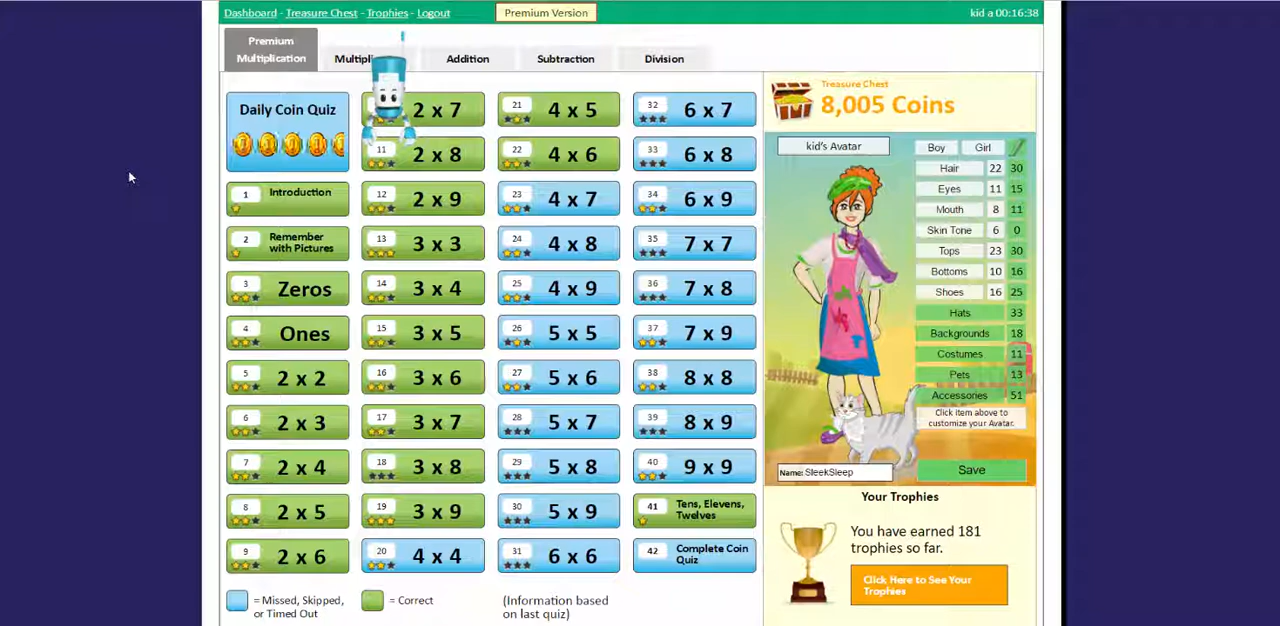 Dashboard - Treasure Chest - Trophies - Logout
Premium Version
kid a 00:16:38
Premium
Multiplication
Addition
Subtraction
Division
Daily Coin Quiz
1 Introduction
2 Remember
with Pictures
3 Zeros
4 Ones
5 2 x 2
6 2 x 3
7 2 x 4
8 2 x 5
9 2 x 6
2 x 7
11 2 x 8
12 2 x 9
13 3 x 3
14 3 x 4
15 3 x 5
16 3 x 6
17 3 x 7
18 3 x 8
19 3 x 9
20 4 x 4
21 4 x 5
22 4 x 6
23 4 x 7
24 4 x 8
25 4 x 9
26 5 x 5
27 5 x 6
28 5 x 7
29 5 x 8
30 5 x 9
31 6 x 6
32 6 x 7
33 6 x 8
34 6 x 9
35 7 x 7
36 7 x 8
37 7 x 9
38 8 x 8
39 8 x 9
40 9 x 9
41 Tens, Elevens,
Twelves
42 Complete Coin
Quiz
= Missed, Skipped,
or Timed Out
= Correct
(Information based
on last quiz)
Treasure Chest
8,005 Coins
kid's Avatar
Boy Girl
Hair 22 30
Eyes 11 15
Mouth 8 11
Skin Tone 6 0
Tops 23 30
Bottoms 10 16
Shoes 16 25
Hats 33
Backgrounds 18
Costumes 11
Pets 13
Accessories 51
Click item above to
customize your Avatar.
Name: SleekSleep
Save
Your Trophies
You have earned 181
trophies so far.
Click Here to See Your
Trophies